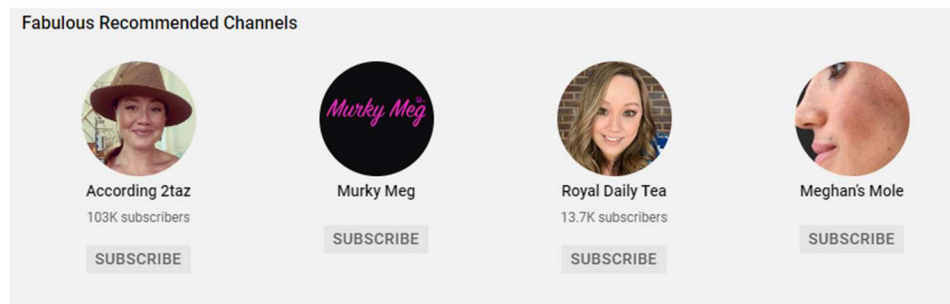 Fabulous Recommended Channels
Murky Meg
According 2taz
Murky Meg
Royal Daily Tea
Meghan's Mole
103K subscribers
13.7K subscribers
SUBSCRIBE
SUBSCRIBE
SUBSCRIBE
SUBSCRIBE